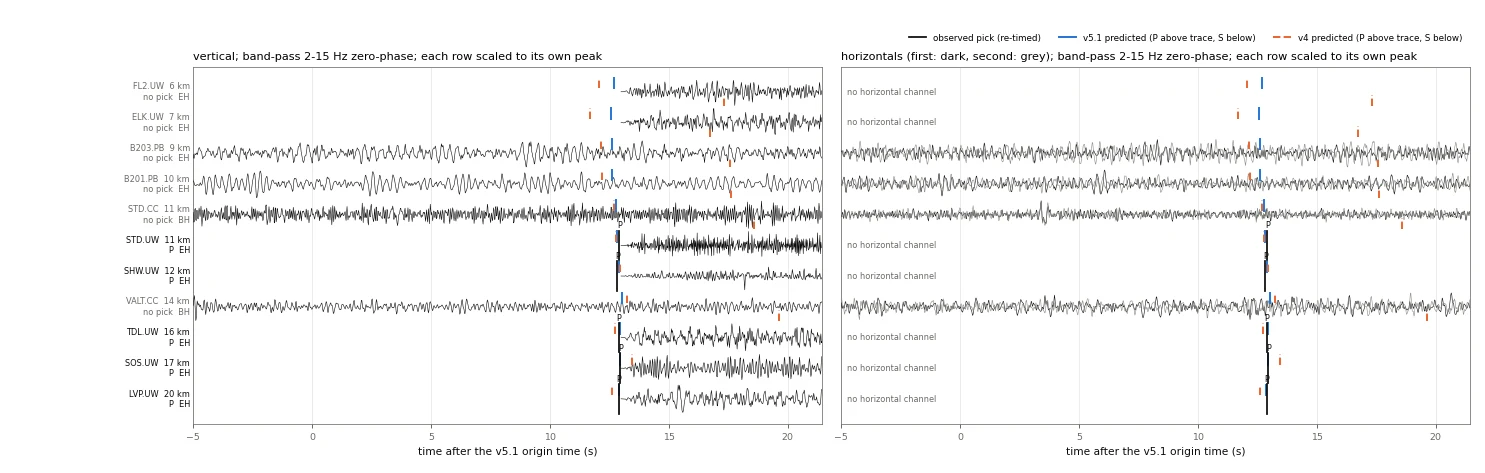 observed pick (re-timed)   v5.1 predicted (P above trace, S below)   v4 predicted (P above trace, S below)
vertical; band-pass 2-15 Hz zero-phase; each row scaled to its own peak
FL2.UW 6 km
no pick EH
ELK.UW 7 km
no pick EH
B203.PB 9 km
no pick EH
B201.PB 10 km
no pick EH
STD.CC 11 km
no pick BH
STD.UW 11 km
P EH
SHW.UW 12 km
P EH
VALT.CC 14 km
no pick BH
TDL.UW 16 km
P EH
SOS.UW 17 km
P EH
LVP.UW 20 km
P EH
P
P
P
P
P
−5 0 5 10 15 20
time after the v5.1 origin time (s)
horizontals (first: dark, second: grey); band-pass 2-15 Hz zero-phase; each row scaled to its own peak
no horizontal channel
no horizontal channel
no horizontal channel
no horizontal channel
no horizontal channel
no horizontal channel
no horizontal channel
P
P
P
P
P
−5 0 5 10 15 20
time after the v5.1 origin time (s)